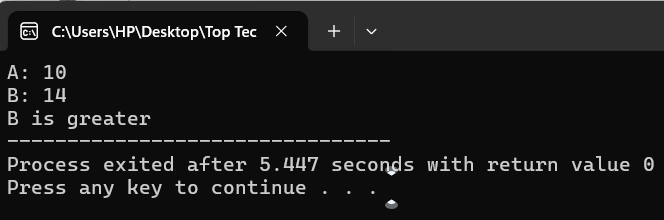 C:\Users\HP\Desktop\Top Tec
A: 10
B: 14
B is greater
--------------------------------
Process exited after 5.447 seconds with return value 0
Press any key to continue . . .